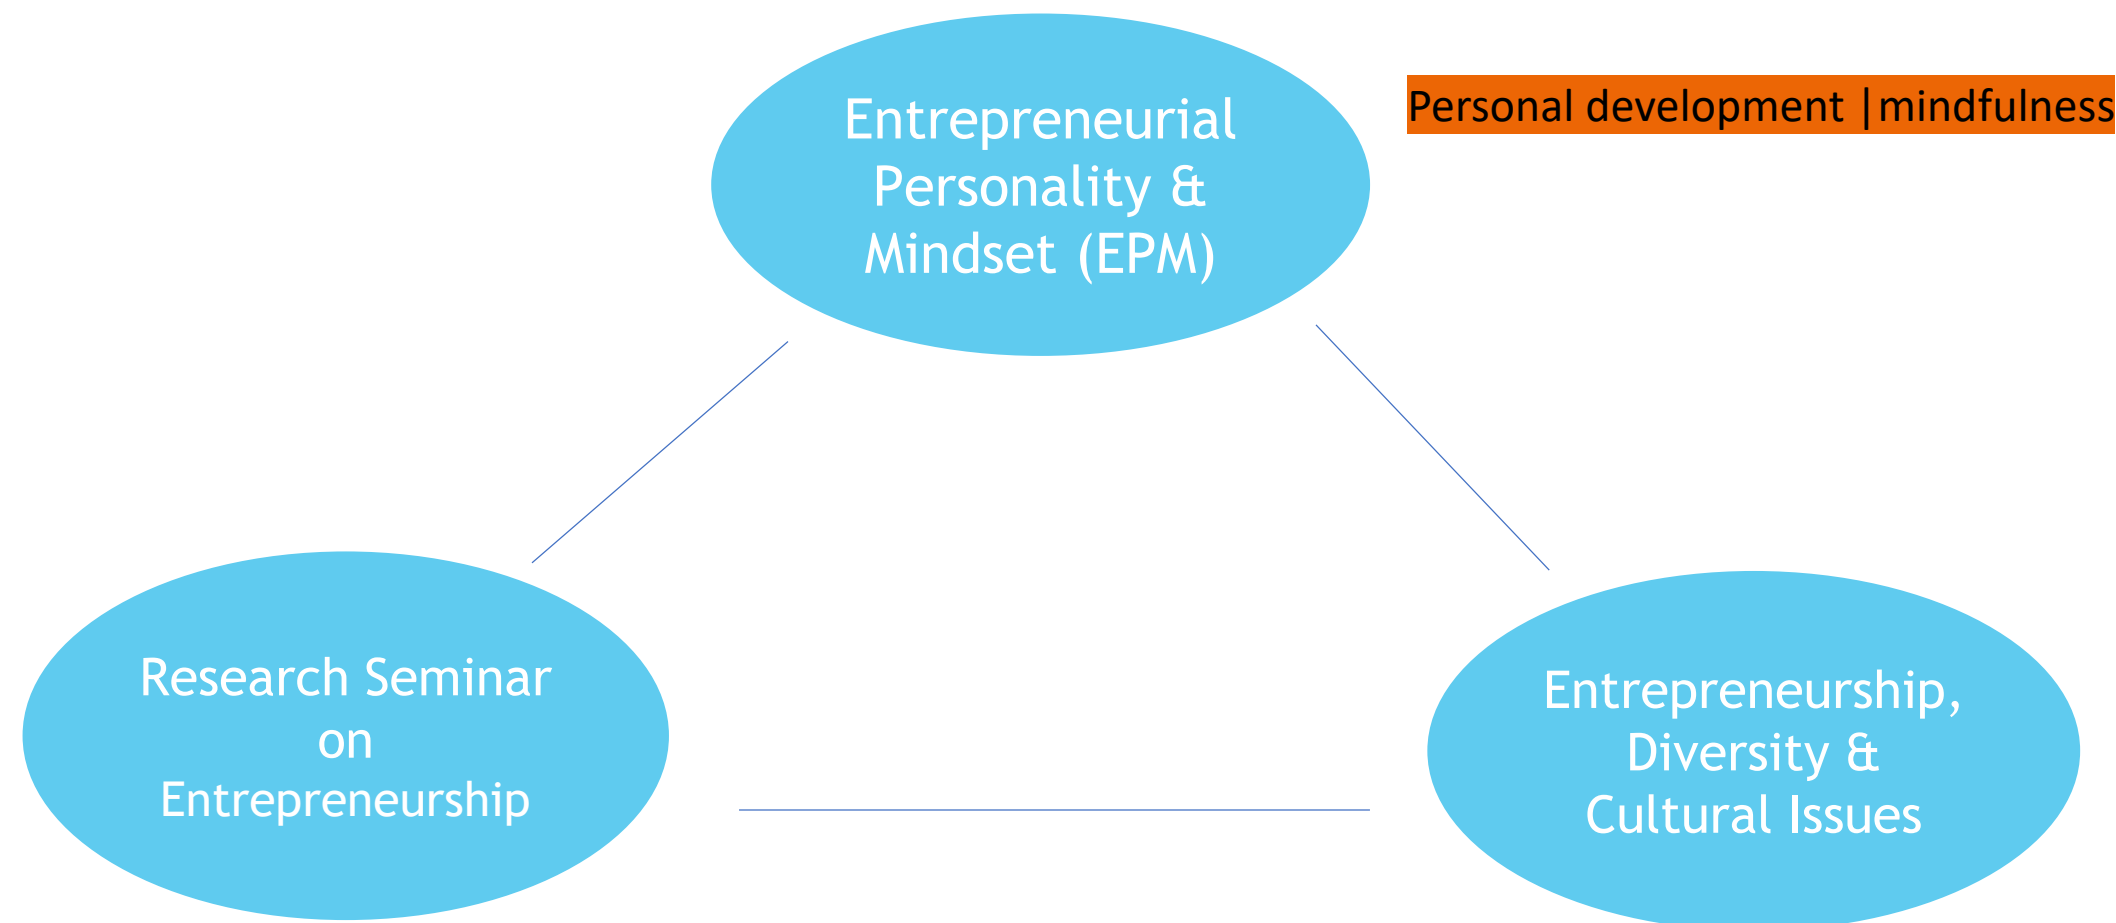 Entrepreneurial
Personality &
Mindset (EPM)
Personal development |mindfulness
Research Seminar
on
Entrepreneurship
Entrepreneurship,
Diversity &
Cultural Issues